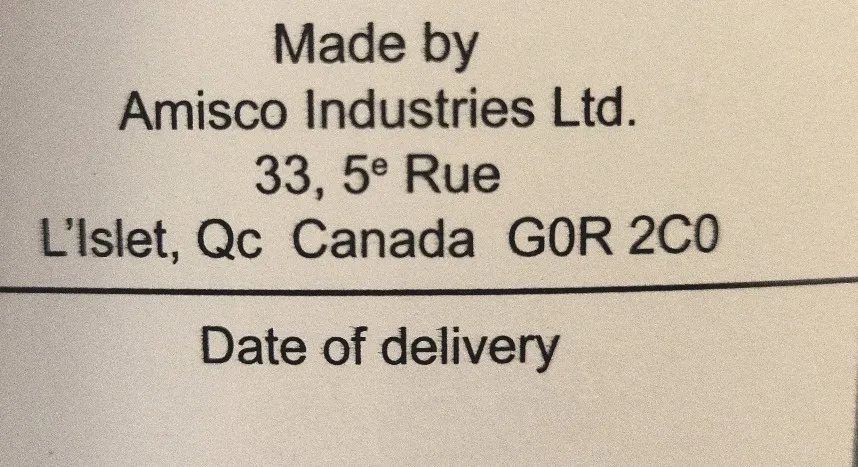 Made by
Amisco Industries Ltd.
33, 5ᵉ Rue
L'Islet, Qc Canada G0R 2C0
Date of delivery